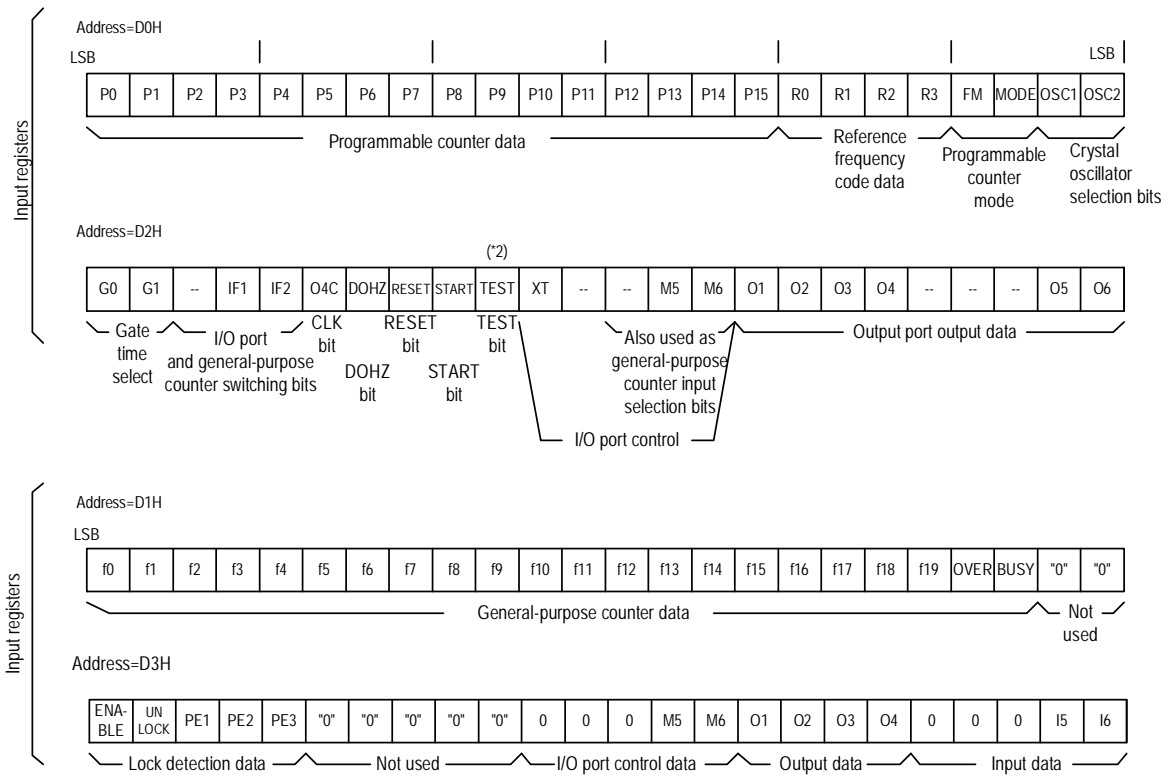 Input registers
Address=D0H
LSB LSB
P0 P1 P2 P3 P4 P5 P6 P7 P8 P9 P10 P11 P12 P13 P14 P15 R0 R1 R2 R3 FM MODE OSC1 OSC2
Programmable counter data
Reference
frequency
code data
Programmable
counter
mode
Crystal
oscillator
selection bits
Address=D2H
(*2)
G0 G1 -- IF1 IF2 O4C DOHZ RESET START TEST XT -- -- M5 M6 O1 O2 O3 O4 -- -- -- O5 O6
Gate
time
select
I/O port
and general-purpose
counter switching bits
CLK
bit
DOHZ
bit
RESET
bit
START
bit
TEST
bit
Also used as
general-purpose
counter input
selection bits
Output port output data
I/O port control
Input registers
Address=D1H
LSB
f0 f1 f2 f3 f4 f5 f6 f7 f8 f9 f10 f11 f12 f13 f14 f15 f16 f17 f18 f19 OVER BUSY "0" "0"
General-purpose counter data
Not
used
Address=D3H
ENA-
BLE
UN
LOCK
PE1 PE2 PE3 "0" "0" "0" "0" "0" 0 0 0 M5 M6 O1 O2 O3 O4 0 0 0 I5 I6
Lock detection data Not used I/O port control data Output data Input data